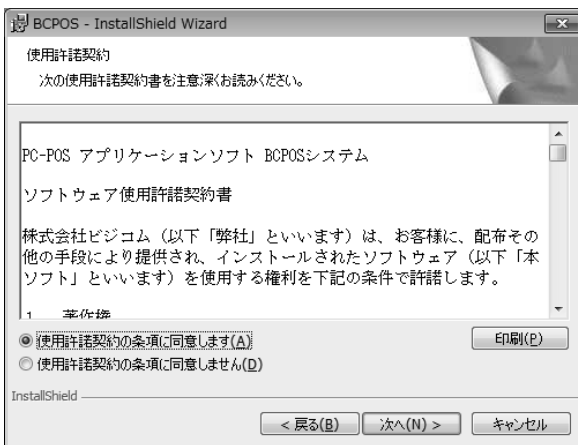 BCPOS - InstallShield Wizard
使用許諾契約
次の使用許諾契約書を注意深くお読みください。
PC-POS アプリケーションソフト BCPOSシステム
ソフトウェア使用許諾契約書
株式会社ビジコム（以下「弊社」といいます）は、お客様に、配布その
他の手段により提供され、インストールされたソフトウェア（以下「本
ソフト」といいます）を使用する権利を下記の条件で許諾します。
1. 著作権
使用許諾契約の条項に同意します(A)
印刷(P)
使用許諾契約の条項に同意しません(D)
InstallShield
< 戻る(B)
次へ(N) >
キャンセル